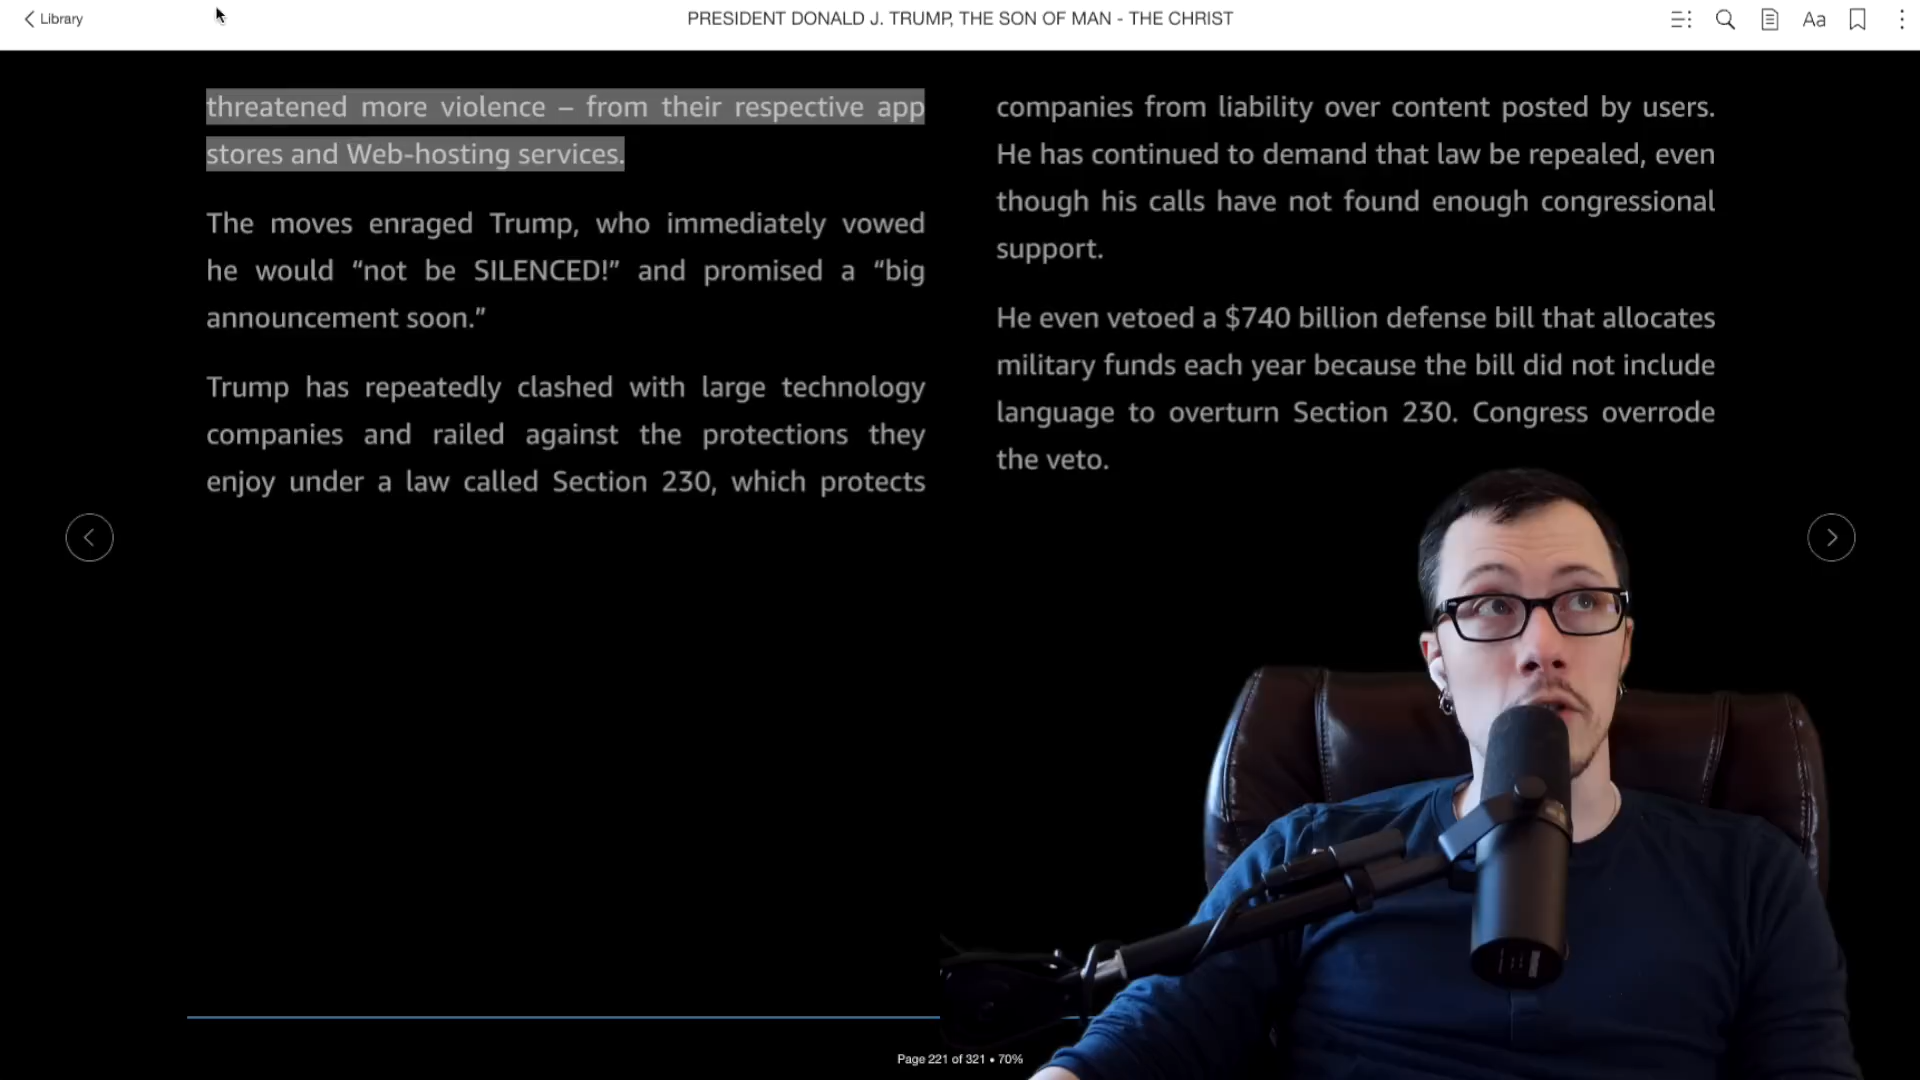 Library
PRESIDENT DONALD J. TRUMP, THE SON OF MAN - THE CHRIST
Aa
threatened more violence – from their respective app
stores and Web-hosting services.
The moves enraged Trump, who immediately vowed
he would “not be SILENCED!” and promised a “big
announcement soon.”
Trump has repeatedly clashed with large technology
companies and railed against the protections they
enjoy under a law called Section 230, which protects
companies from liability over content posted by users.
He has continued to demand that law be repealed, even
though his calls have not found enough congressional
support.
He even vetoed a $740 billion defense bill that allocates
military funds each year because the bill did not include
language to overturn Section 230. Congress overrode
the veto.
Page 221 of 321 • 70%